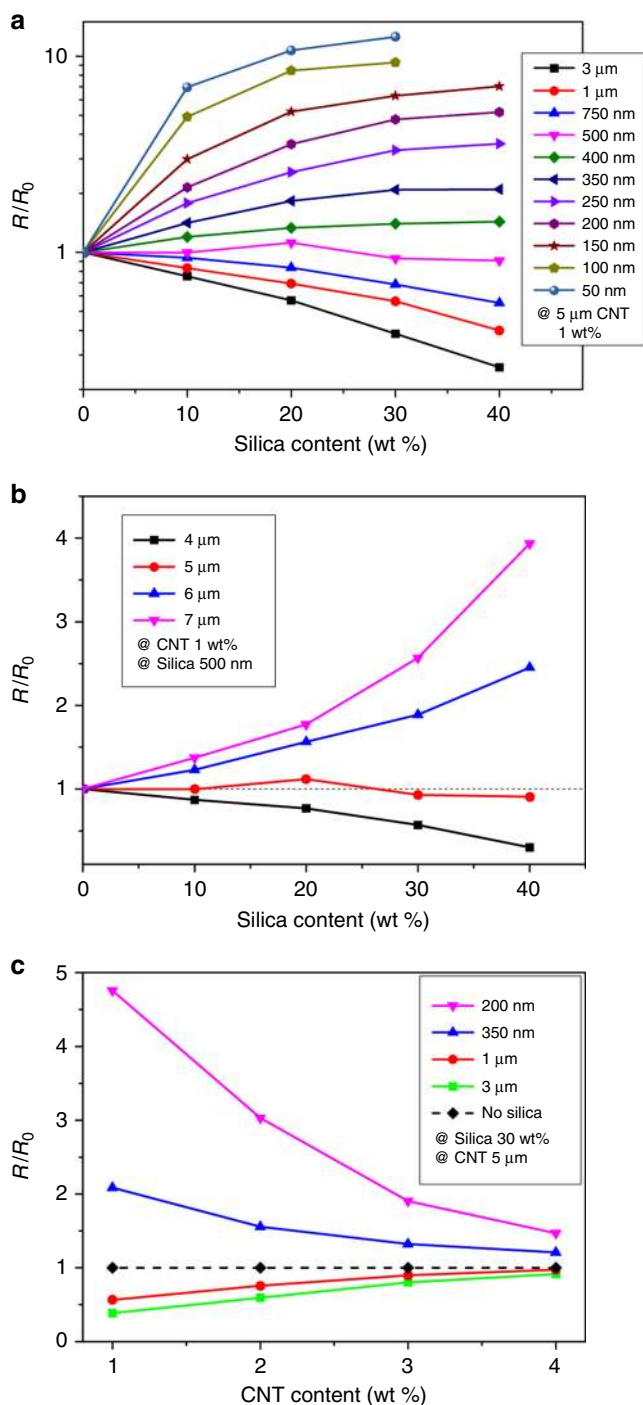 a
10
1
R/R0
0
10
20
30
40
Silica content (wt %)
3 μm
1 μm
750 nm
500 nm
400 nm
350 nm
250 nm
200 nm
150 nm
100 nm
50 nm
@ 5 μm CNT
1 wt%
b
4
3
2
1
R/R0
4 μm
5 μm
6 μm
7 μm
@ CNT 1 wt%
@ Silica 500 nm
0
10
20
30
40
Silica content (wt %)
c
5
4
3
2
1
0
R/R0
200 nm
350 nm
1 μm
3 μm
No silica
@ Silica 30 wt%
@ CNT 5 μm
1
2
3
4
CNT content (wt %)